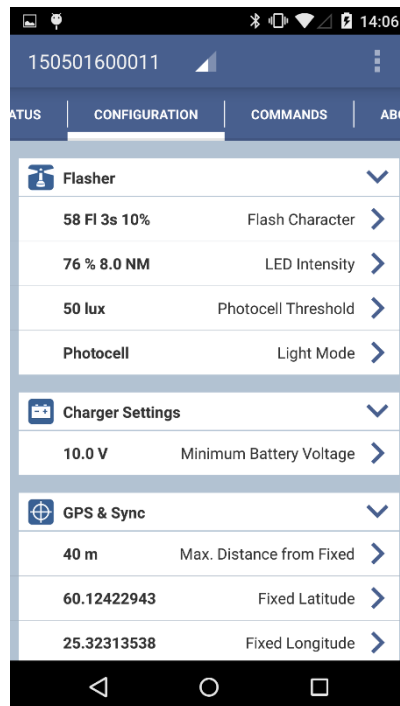 14:06
150501600011
ATUS CONFIGURATION COMMANDS AB
Flasher
58 Fl 3s 10% Flash Character
76 % 8.0 NM LED Intensity
50 lux Photocell Threshold
Photocell Light Mode
Charger Settings
10.0 V Minimum Battery Voltage
GPS & Sync
40 m Max. Distance from Fixed
60.12422943 Fixed Latitude
25.32313538 Fixed Longitude